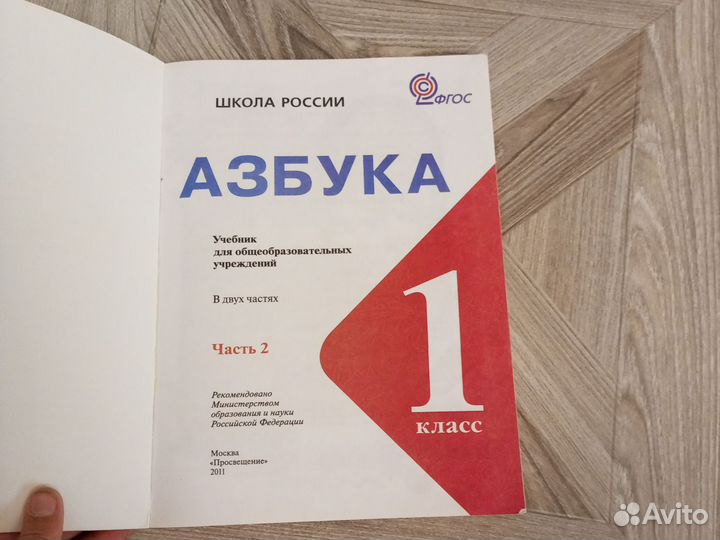 ШКОЛА РОССИИ
ФГОС
АЗБУКА
Учебник
для общеобразовательных
учреждений
В двух частях
Часть 2
1
класс
Рекомендовано
Министерством
образования и науки
Российской Федерации
Москва
«Просвещение»
2011
Avito